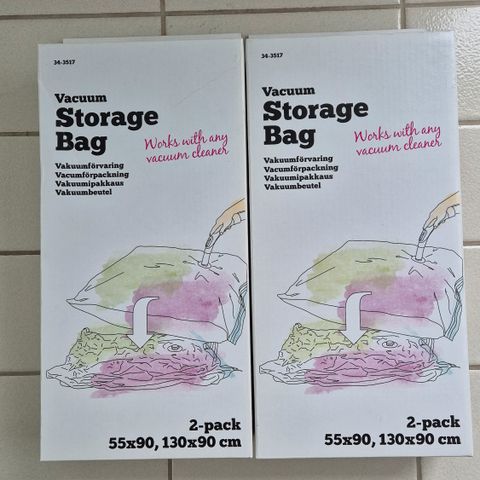 34-3517
Vacuum
Storage
Bag
Works with any
vacuum cleaner
Vakuumförvaring
Vacumförpackning
Vakuumipakkaus
Vakuumbeutel
2-pack
55x90, 130x90 cm
34-3517
Vacuum
Storage
Bag
Works with any
vacuum cleaner
Vakuumförvaring
Vacumförpackning
Vakuumipakkaus
Vakuumbeutel
2-pack
55x90, 130x90 cm